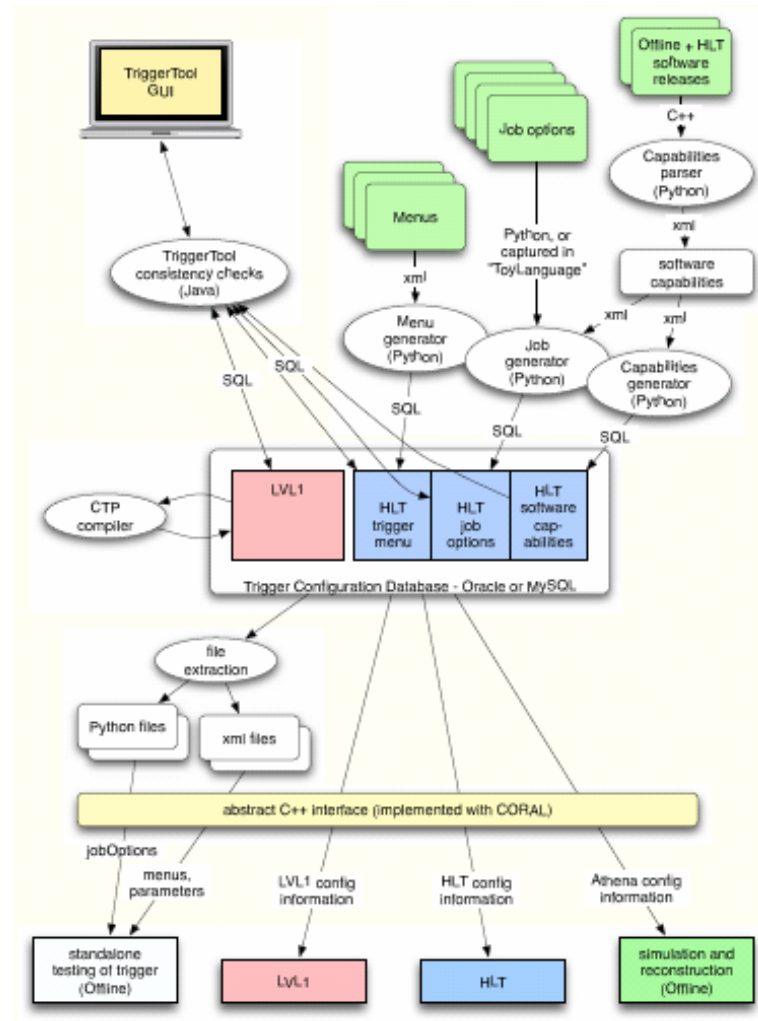 TriggerTool
GUI
Offline + HLT
software
releases
Job options
C++
Capabilities
parser
(Python)
Menus
Python, or
captured in
"ToyLanguage"
xml
software
capabilities
TriggerTool
consistency checks
(Java)
xml
xml
xml
Menu
generator
(Python)
Job
generator
(Python)
Capabilities
generator
(Python)
SQL
SQL
SQL
SQL
SQL
CTP
compiler
LVL1
HLT
trigger
menu
HLT
job
options
HLT
software
cap-
abilities
Trigger Configuration Database - Oracle or MySQL
file
extraction
Python files
xml files
abstract C++ interface (implemented with CORAL)
jobOptions
menus,
parameters
LVL1 config
information
HLT config
information
Athena config
information
standalone
testing of trigger
(Offline)
LVL1
HLT
simulation and
reconstruction
(Offline)